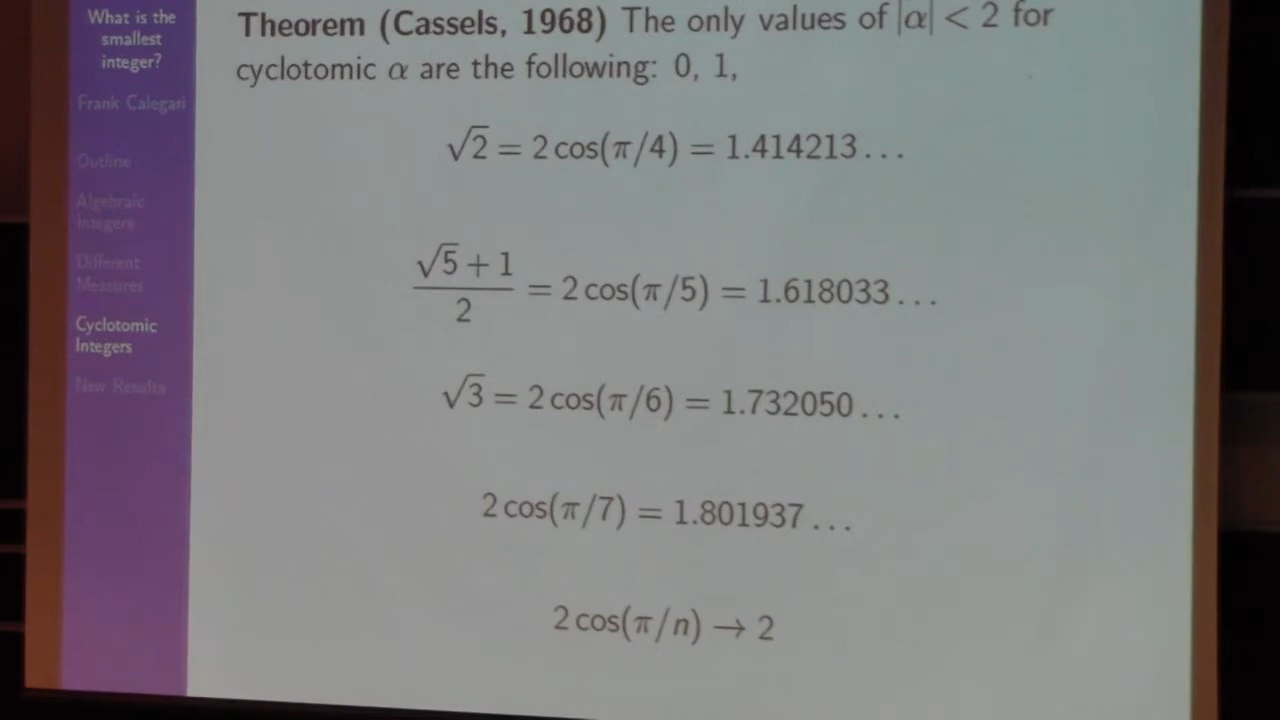 What is the
smallest
integer?
Frank Calegari
Outline
Algebraic
Integers
Different
Measures
Cyclotomic
Integers
New Results
Theorem (Cassels, 1968) The only values of |α| < 2 for
cyclotomic α are the following: 0, 1,
√2 = 2 cos(π/4) = 1.414213...
(√5 + 1)/2 = 2 cos(π/5) = 1.618033...
√3 = 2 cos(π/6) = 1.732050...
2 cos(π/7) = 1.801937...
2 cos(π/n) → 2